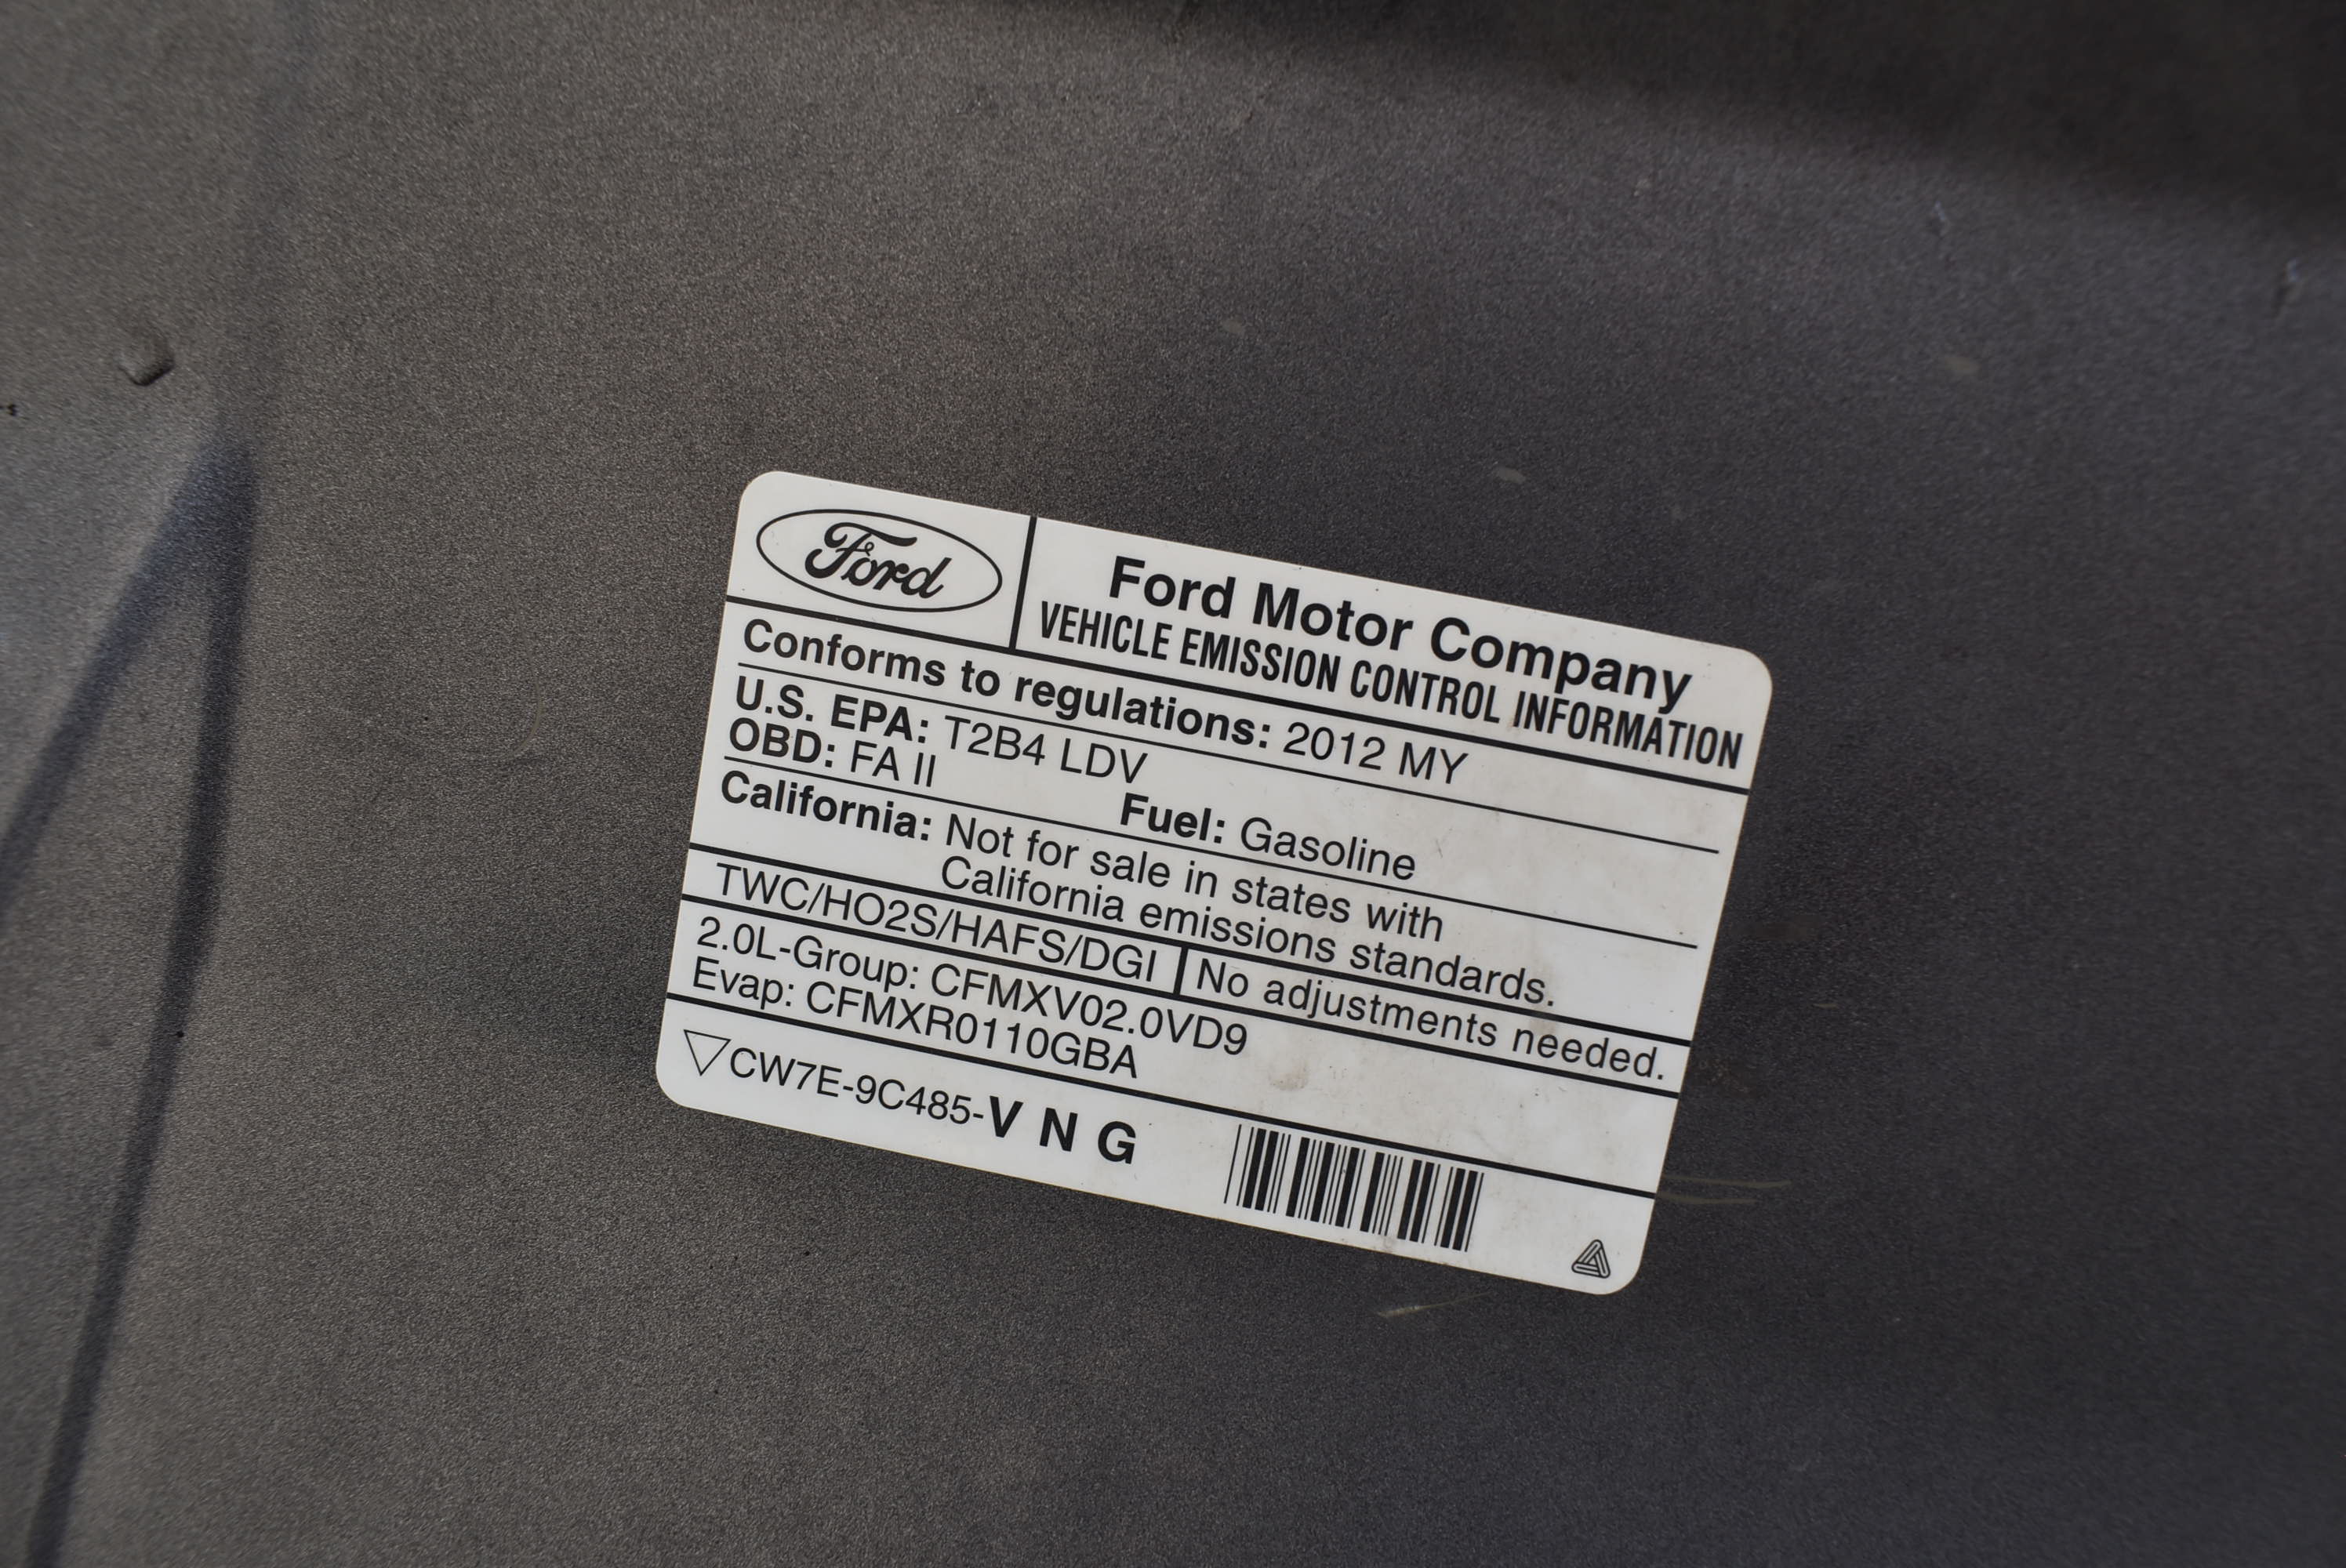 Ford
Ford Motor Company
VEHICLE EMISSION CONTROL INFORMATION
Conforms to regulations: 2012 MY
U.S. EPA: T2B4 LDV
OBD: FA II Fuel: Gasoline
California: Not for sale in states with
California emissions standards.
TWC/HO2S/HAFS/DGI No adjustments needed.
2.0L-Group: CFMXV02.0VD9
Evap: CFMXR0110GBA
CW7E-9C485-V N G